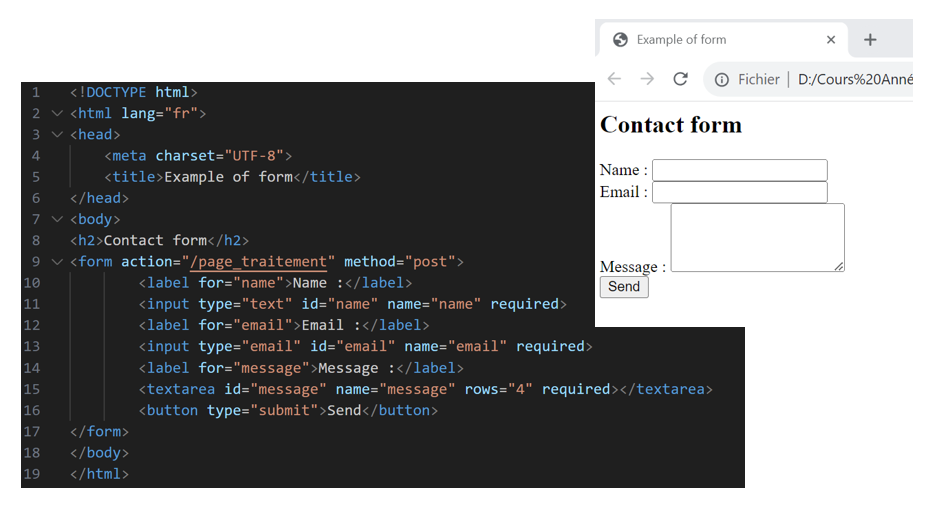 Example of form
Fichier | D:/Cours%20Anné
Contact form
Name :
Email :
Message :
Send
1 <!DOCTYPE html>
2 <html lang="fr">
3 <head>
4 <meta charset="UTF-8">
5 <title>Example of form</title>
6 </head>
7 <body>
8 <h2>Contact form</h2>
9 <form action="/page_traitement" method="post">
10 <label for="name">Name :</label>
11 <input type="text" id="name" name="name" required>
12 <label for="email">Email :</label>
13 <input type="email" id="email" name="email" required>
14 <label for="message">Message :</label>
15 <textarea id="message" name="message" rows="4" required></textarea>
16 <button type="submit">Send</button>
17 </form>
18 </body>
19 </html>